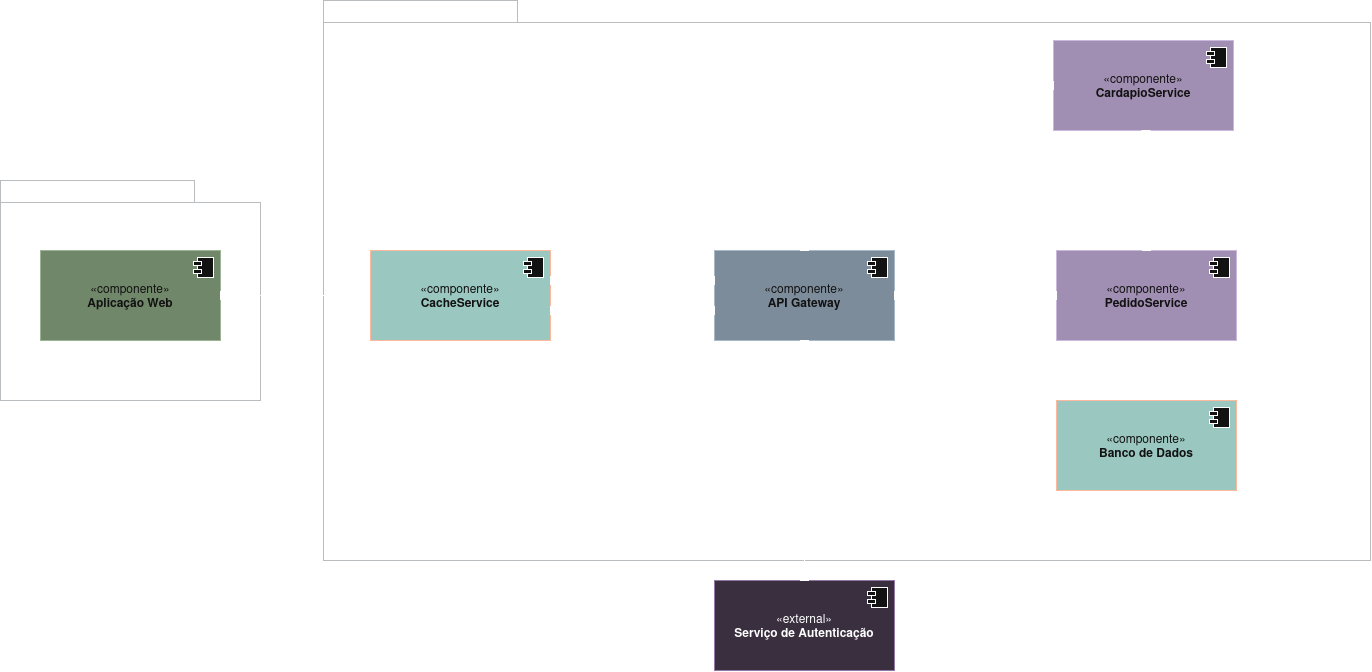 «componente»
CardapioService
«componente»
Aplicação Web
«componente»
CacheService
«componente»
API Gateway
«componente»
PedidoService
«componente»
Banco de Dados
«external»
Serviço de Autenticação